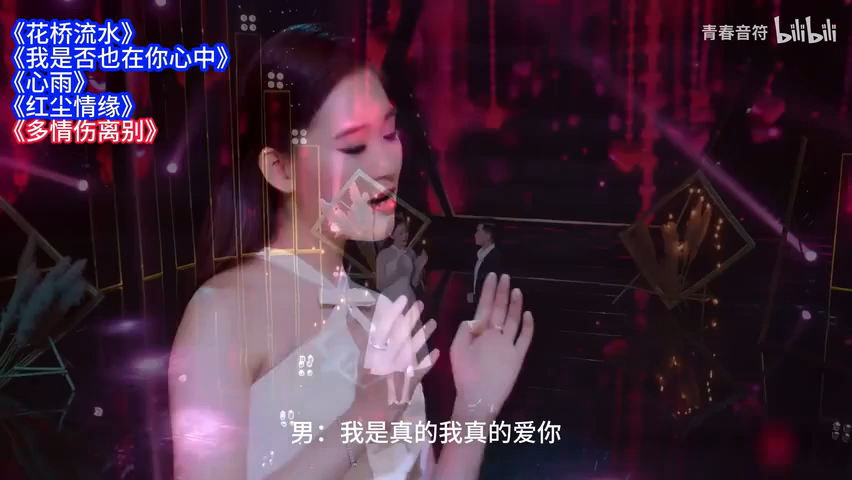 《花桥流水》
《我是否也在你心中》
《心雨》
《红尘情缘》
《多情伤离别》
青春音符 bilibili
男：我是真的我真的爱你